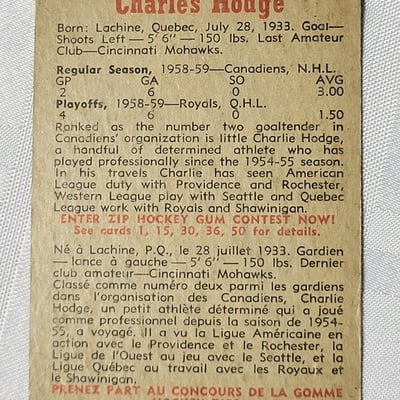 Charles Hodge
Born: Lachine, Quebec, July 28, 1933. Goal—
Shoots Left — 5' 6" — 150 lbs. Last Amateur
Club—Cincinnati Mohawks.
Regular Season, 1958-59—Canadiens, N.H.L.
GP GA SO AVG
2 6 0 3.00
Playoffs, 1958-59—Royals, Q.H.L.
4 6 0 1.50
Ranked as the number two goaltender in
Canadiens' organization is little Charlie Hodge,
a handful of determined athlete who has
played professionally since the 1954-55 season.
In his travels Charlie has seen American
League duty with Providence and Rochester,
Western League play with Seattle and Quebec
League work with Royals and Shawinigan.
ENTER ZIP HOCKEY GUM CONTEST NOW!
See cards 1, 15, 30, 36, 50 for details.
Né à Lachine, P.Q., le 28 juillet 1933. Gardien
—lance à gauche — 5' 6" — 150 lbs. Dernier
club amateur—Cincinnati Mohawks.
Classé comme numéro deux parmi les gardiens
dans l'organisation des Canadiens, Charlie
Hodge, un petit athlète déterminé qui a joué
comme professionnel depuis la saison de 1954-
55, a voyagé. Il a vu la Ligue Américaine en
action avec le Providence et le Rochester, la
Ligue de l'Ouest au jeu avec le Seattle, et la
Ligue Québec au travail avec les Royaux et
le Shawinigan.
PRENEZ PART AU CONCOURS DE LA GOMME